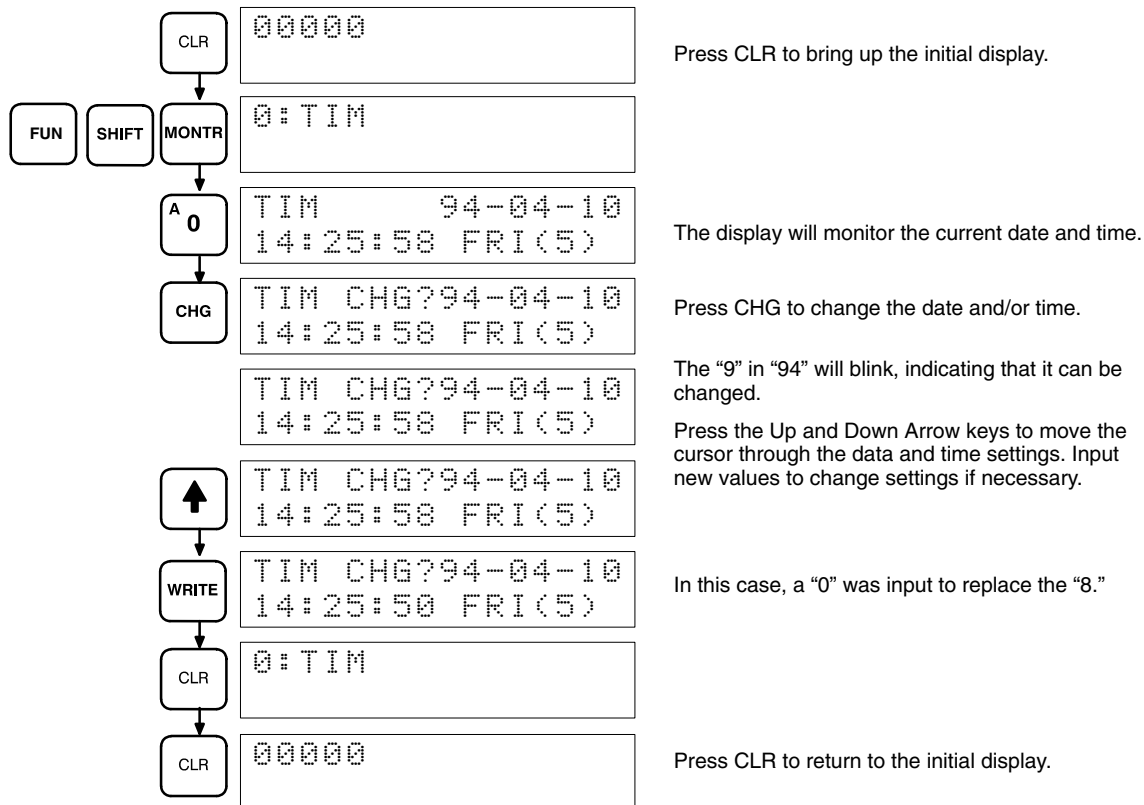 CLR
00000
Press CLR to bring up the initial display.
FUN SHIFT MONTR
0:TIM
A
0
TIM 94-04-10
14:25:58 FRI(5)
The display will monitor the current date and time.
CHG
TIM CHG?94-04-10
14:25:58 FRI(5)
Press CHG to change the date and/or time.
TIM CHG?94-04-10
14:25:58 FRI(5)
The “9” in “94” will blink, indicating that it can be
changed.
Press the Up and Down Arrow keys to move the
cursor through the data and time settings. Input
new values to change settings if necessary.
TIM CHG?94-04-10
14:25:58 FRI(5)
WRITE
TIM CHG?94-04-10
14:25:50 FRI(5)
In this case, a “0” was input to replace the “8.”
CLR
0:TIM
CLR
00000
Press CLR to return to the initial display.